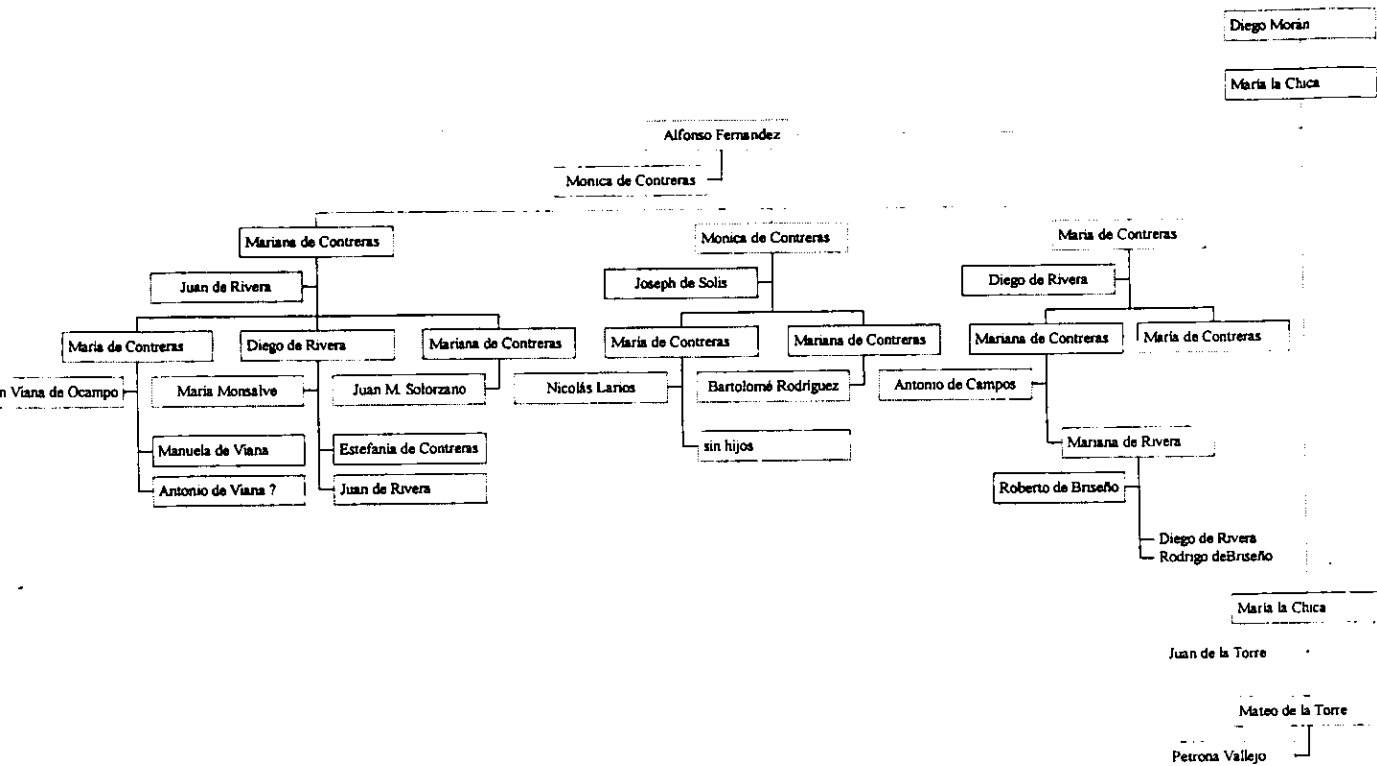 Diego Morán
María la Chica
Alfonso Fernandez
Monica de Contreras
Mariana de Contreras
Monica de Contreras
Maria de Contreras
Juan de Rivera
Joseph de Solis
Diego de Rivera
María de Contreras
Diego de Rivera
Mariana de Contreras
María de Contreras
Mariana de Contreras
Mariana de Contreras
María de Contreras
n Viana de Ocampo
Maria Monsalvo
Juan M. Solorzano
Nicolás Larios
Bartolomé Rodríguez
Antonio de Campos
Manuela de Viana
Estefania de Contreras
sin hijos
Mariana de Rivera
Antonio de Viana ?
Juan de Rivera
Roberto de Briseño
Diego de Rivera
Rodrigo deBriseño
María la Chica
Juan de la Torre
Mateo de la Torre
Petrona Vallejo